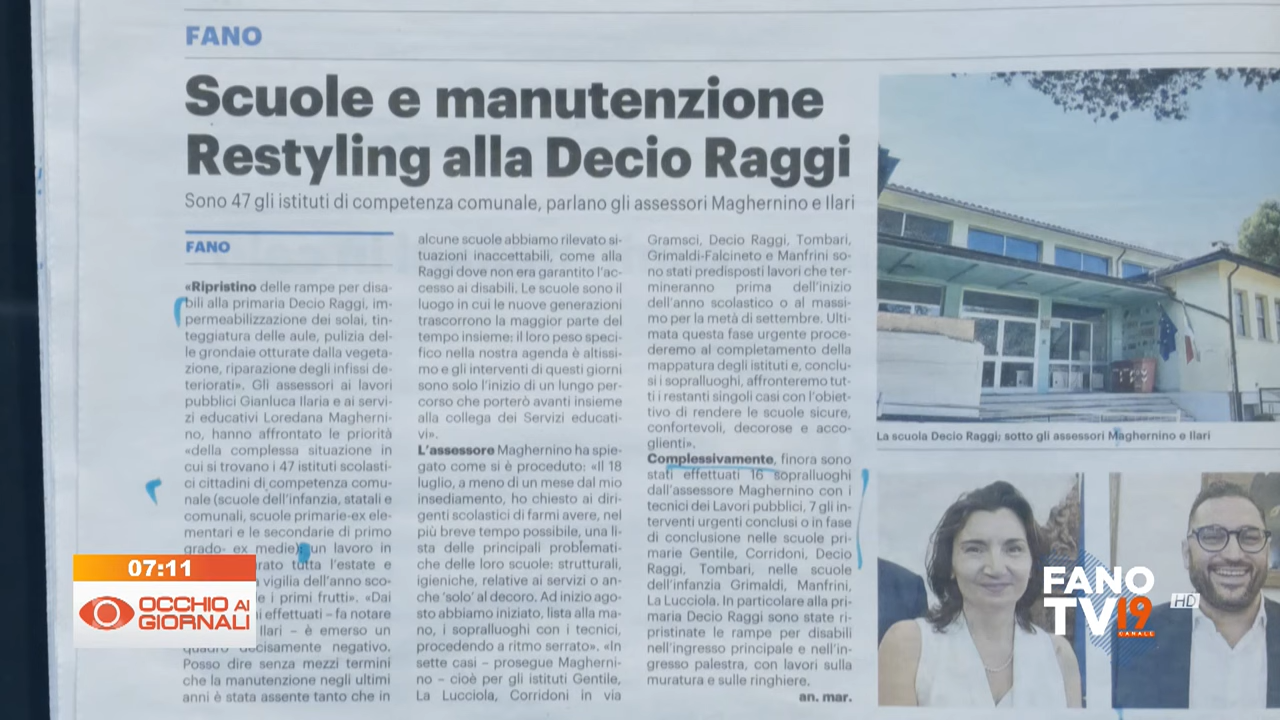 FANO
Scuole e manutenzione
Restyling alla Decio Raggi
Sono 47 gli istituti di competenza comunale, parlano gli assessori Maghernino e Ilari
FANO
«Ripristino delle rampe per disa-
bili alla primaria Decio Raggi, im-
permeabilizzazione dei solai, tin-
teggiatura delle aule, pulizia del-
le grondaie otturate dalla vegeta-
zione, riparazione degli infissi de-
teriorati». Gli assessori ai lavori
pubblici Gianluca Ilaria e ai servi-
zi educativi Loredana Magherni-
no, hanno affrontato le priorità
«della complessa situazione in
cui si trovano i 47 istituti scolasti-
ci cittadini di competenza comu-
nale (scuole dell'infanzia, statali e
comunali, scuole primarie-ex ele-
mentari e le secondarie di primo
grado- ex medie), un lavoro in
rato tutta l'estate e
vigilia dell'anno sco-
e i primi frutti». «Dai
effettuati – fa notare
Ilari – è emerso un
quadro decisamente negativo.
Posso dire senza mezzi termini
che la manutenzione negli ultimi
anni è stata assente tanto che in
alcune scuole abbiamo rilevato si-
tuazioni inaccettabili, come alla
Raggi dove non era garantito l'ac-
cesso ai disabili. Le scuole sono il
luogo in cui le nuove generazioni
trascorrono la maggior parte del
tempo insieme: il loro peso speci-
fico nella nostra agenda è altissi-
mo e gli interventi di questi giorni
sono solo l'inizio di un lungo per-
corso che porterò avanti insieme
alla collega dei Servizi educati-
vi».
L'assessore Maghernino ha spie-
gato come si è proceduto: «Il 18
luglio, a meno di un mese dal mio
insediamento, ho chiesto ai diri-
genti scolastici di farmi avere, nel
più breve tempo possibile, una li-
sta delle principali problemati-
che delle loro scuole: strutturali,
igieniche, relative ai servizi o an-
che 'solo' al decoro. Ad inizio ago-
sto abbiamo iniziato, lista alla ma-
no, i sopralluoghi con i tecnici,
procedendo a ritmo serrato». «In
sette casi – prosegue Magherni-
no – cioè per gli istituti Gentile,
La Lucciola, Corridoni in via
Gramsci, Decio Raggi, Tombari,
Grimaldi-Falcineto e Manfrini so-
no stati predisposti lavori che ter-
mineranno prima dell'inizio
dell'anno scolastico o al massi-
mo per la metà di settembre. Ulti-
mata questa fase urgente proce-
deremo al completamento della
mappatura degli istituti e, conclu-
si i sopralluoghi, affronteremo tut-
ti i restanti singoli casi con l'obiet-
tivo di rendere le scuole sicure,
confortevoli, decorose e acco-
glienti».
Complessivamente, finora sono
stati effettuati 16 sopralluoghi
dall'assessore Maghernino con i
tecnici dei Lavori pubblici, 7 gli in-
terventi urgenti conclusi o in fase
di conclusione nelle scuole pri-
marie Gentile, Corridoni, Decio
Raggi, Tombari, nelle scuole
dell'infanzia Grimaldi, Manfrini,
La Lucciola. In particolare alla pri-
maria Decio Raggi sono state ri-
pristinate le rampe per disabili
nell'ingresso principale e nell'in-
gresso palestra, con lavori sulla
muratura e sulle ringhiere.
an. mar.
La scuola Decio Raggi; sotto gli assessori Maghernino e Ilari
07:11
OCCHIO AI
GIORNALI
FANO
TV19
CANALE
HD